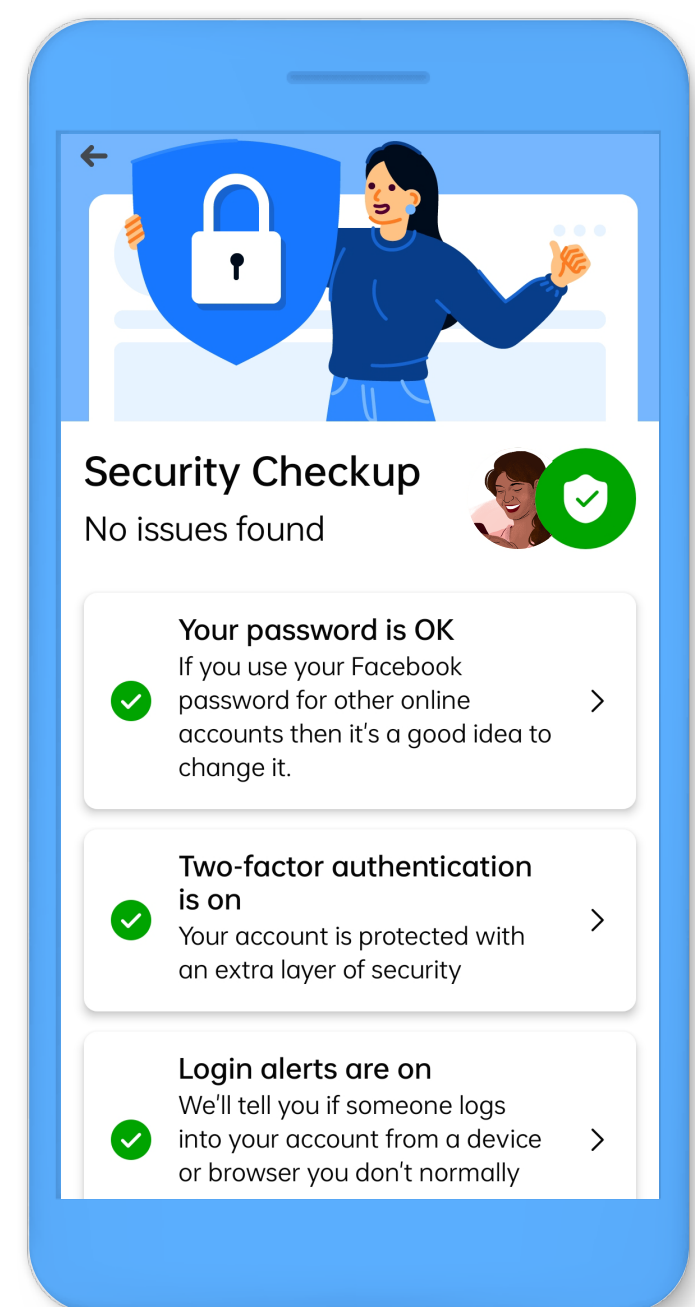 Security Checkup
No issues found
Your password is OK
If you use your Facebook
password for other online
accounts then it's a good idea to
change it.
Two-factor authentication
is on
Your account is protected with
an extra layer of security
Login alerts are on
We'll tell you if someone logs
into your account from a device
or browser you don't normally